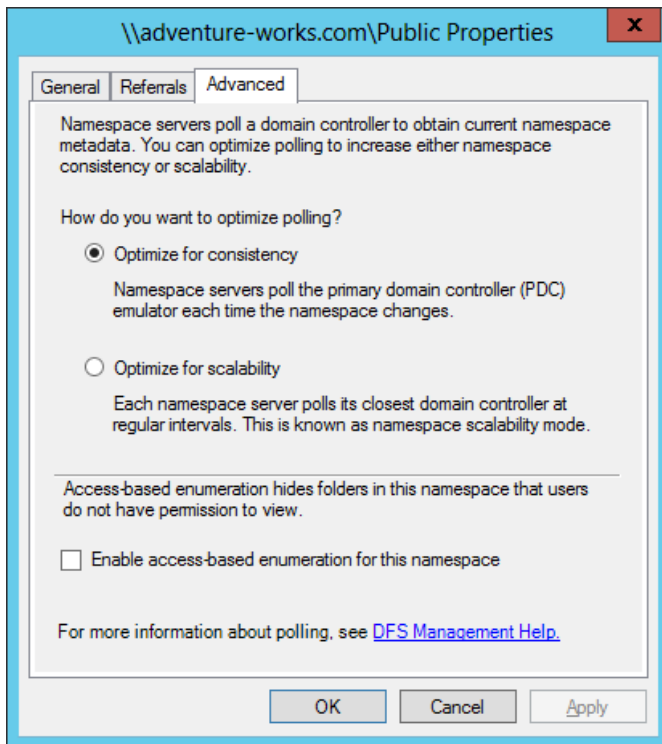 \\adventure-works.com\Public Properties
x
General Referrals Advanced
Namespace servers poll a domain controller to obtain current namespace
metadata. You can optimize polling to increase either namespace
consistency or scalability.
How do you want to optimize polling?
Optimize for consistency
Namespace servers poll the primary domain controller (PDC)
emulator each time the namespace changes.
Optimize for scalability
Each namespace server polls its closest domain controller at
regular intervals. This is known as namespace scalability mode.
Access-based enumeration hides folders in this namespace that users
do not have permission to view.
Enable access-based enumeration for this namespace
For more information about polling, see DFS Management Help.
OK Cancel Apply